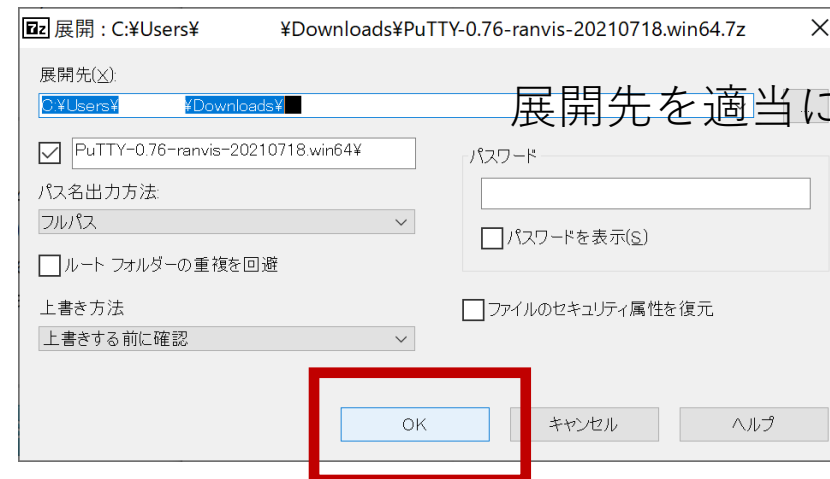 7z 展開 : C:¥Users¥ ¥Downloads¥PuTTY-0.76-ranvis-20210718.win64.7z
展開先(X):
C:¥Users¥ ¥Downloads¥
展開先を適当に
PuTTY-0.76-ranvis-20210718.win64¥
パスワード
パス名出力方法:
フルパス
パスワードを表示(S)
ルート フォルダーの重複を回避
上書き方法
ファイルのセキュリティ属性を復元
上書きする前に確認
OK
キャンセル
ヘルプ